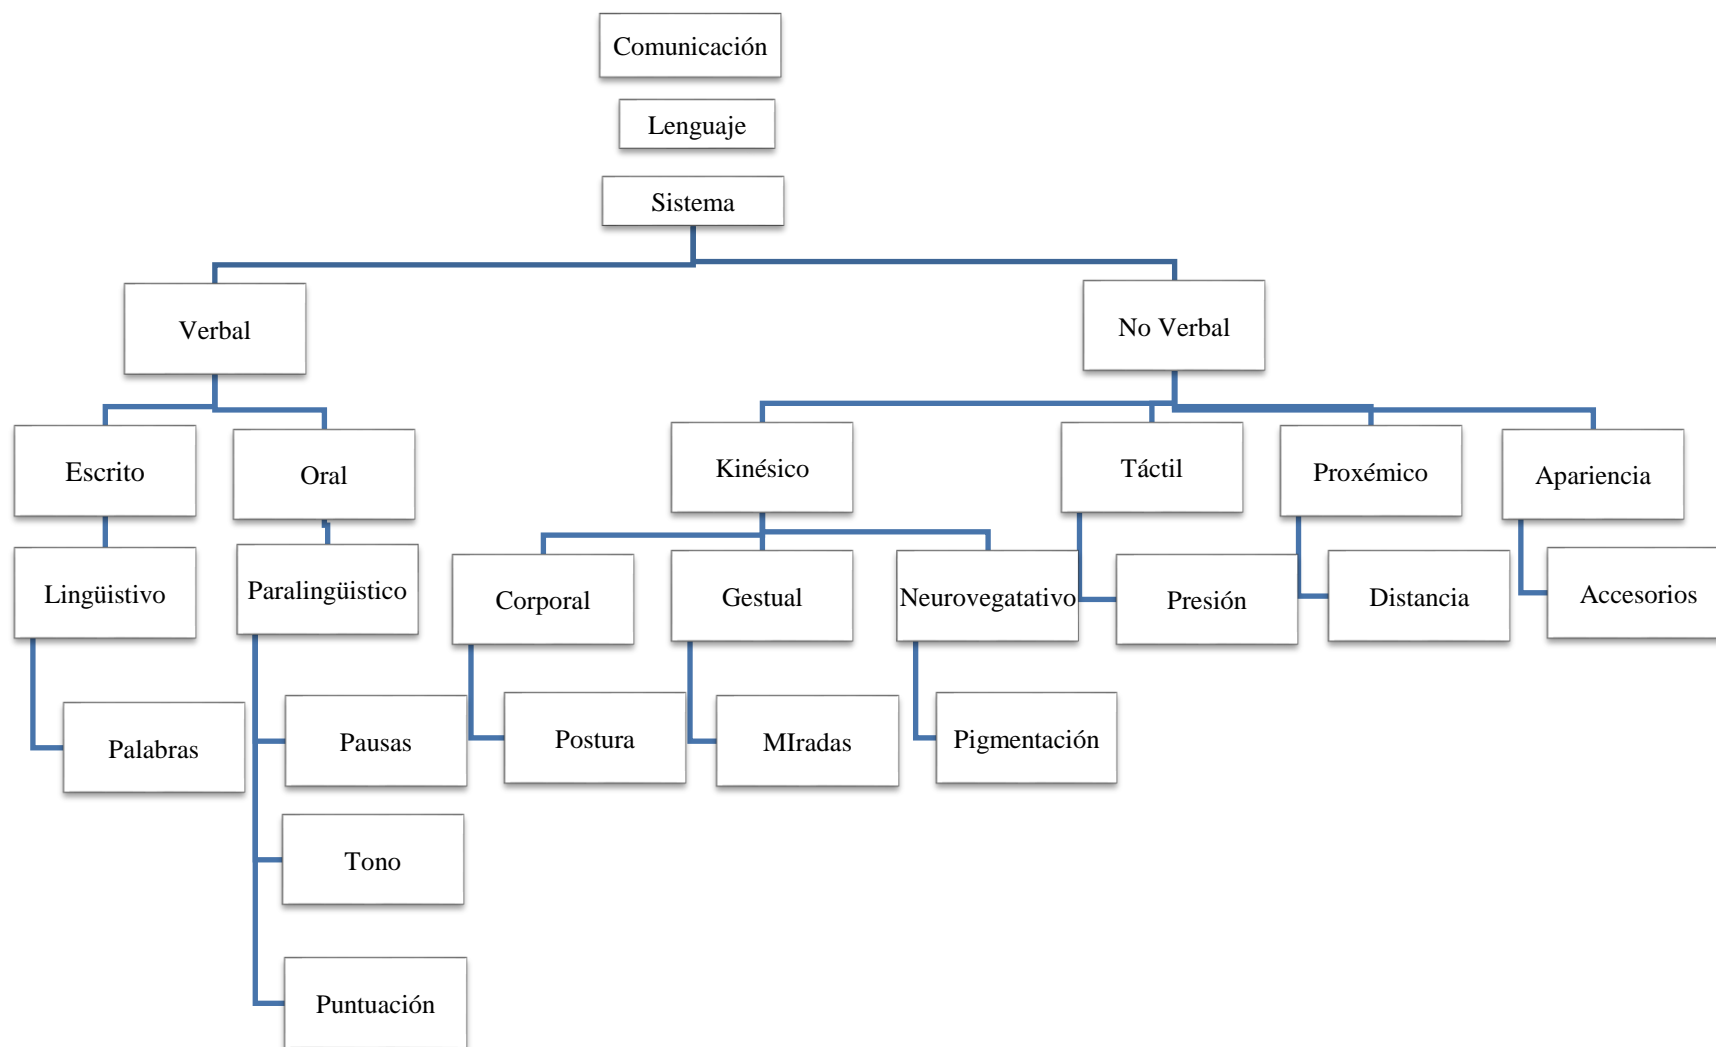 Comunicación
Lenguaje
Sistema
Verbal
No Verbal
Escrito
Oral
Kinésico
Táctil
Proxémico
Apariencia
Lingüistivo
Paralingüistico
Corporal
Gestual
Neurovegatativo
Presión
Distancia
Accesorios
Palabras
Pausas
Postura
MIradas
Pigmentación
Tono
Puntuación